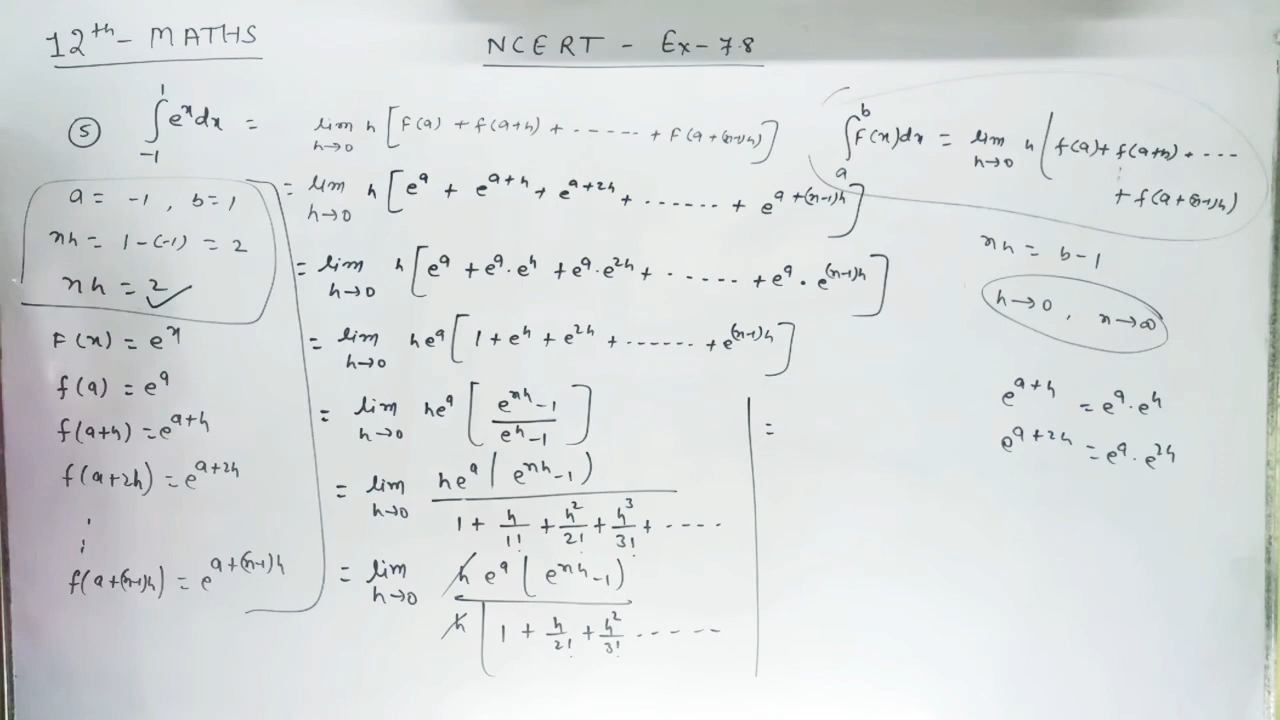 12th - MATHS
NCERT - Ex-7.8
(5) ∫₋₁¹ eˣdx = lim h→0 h[f(a) + f(a+h) + ------ + f(a+(n-1)h)]
= lim h→0 h[eᵃ + eᵃ⁺ʰ + eᵃ⁺²ʰ + ....... + eᵃ⁺⁽ⁿ⁻¹⁾ʰ]
= lim h→0 h[eᵃ + eᵃ·eʰ + eᵃ·e²ʰ + ...... + eᵃ·e⁽ⁿ⁻¹⁾ʰ]
= lim h→0 heᵃ[1 + eʰ + e²ʰ + ....... + e⁽ⁿ⁻¹⁾ʰ]
= lim h→0 heᵃ[(eⁿʰ-1)/(eʰ-1)]
= lim h→0 heᵃ(eⁿʰ-1) / 1 + h/1! + h²/2! + h³/3! + ----
= lim h→0 h eᵃ(eⁿʰ-1) / h[1 + h/2! + h²/3! ------
=
a = -1, b = 1
nh = 1-(-1) = 2
nh = 2 ✓
F(x) = eˣ
f(a) = eᵃ
f(a+h) = eᵃ⁺ʰ
f(a+2h) = eᵃ⁺²ʰ
⋮
f(a+(n-1)h) = eᵃ⁺⁽ⁿ⁻¹⁾ʰ
∫ₐᵇ F(x)dx = lim h→0 h[f(a) + f(a+h) + ----
+ f(a+(n-1)h)
nh = b-1
h→0, n→∞
eᵃ⁺ʰ = eᵃ·eʰ
eᵃ⁺²ʰ = eᵃ·e²ʰ